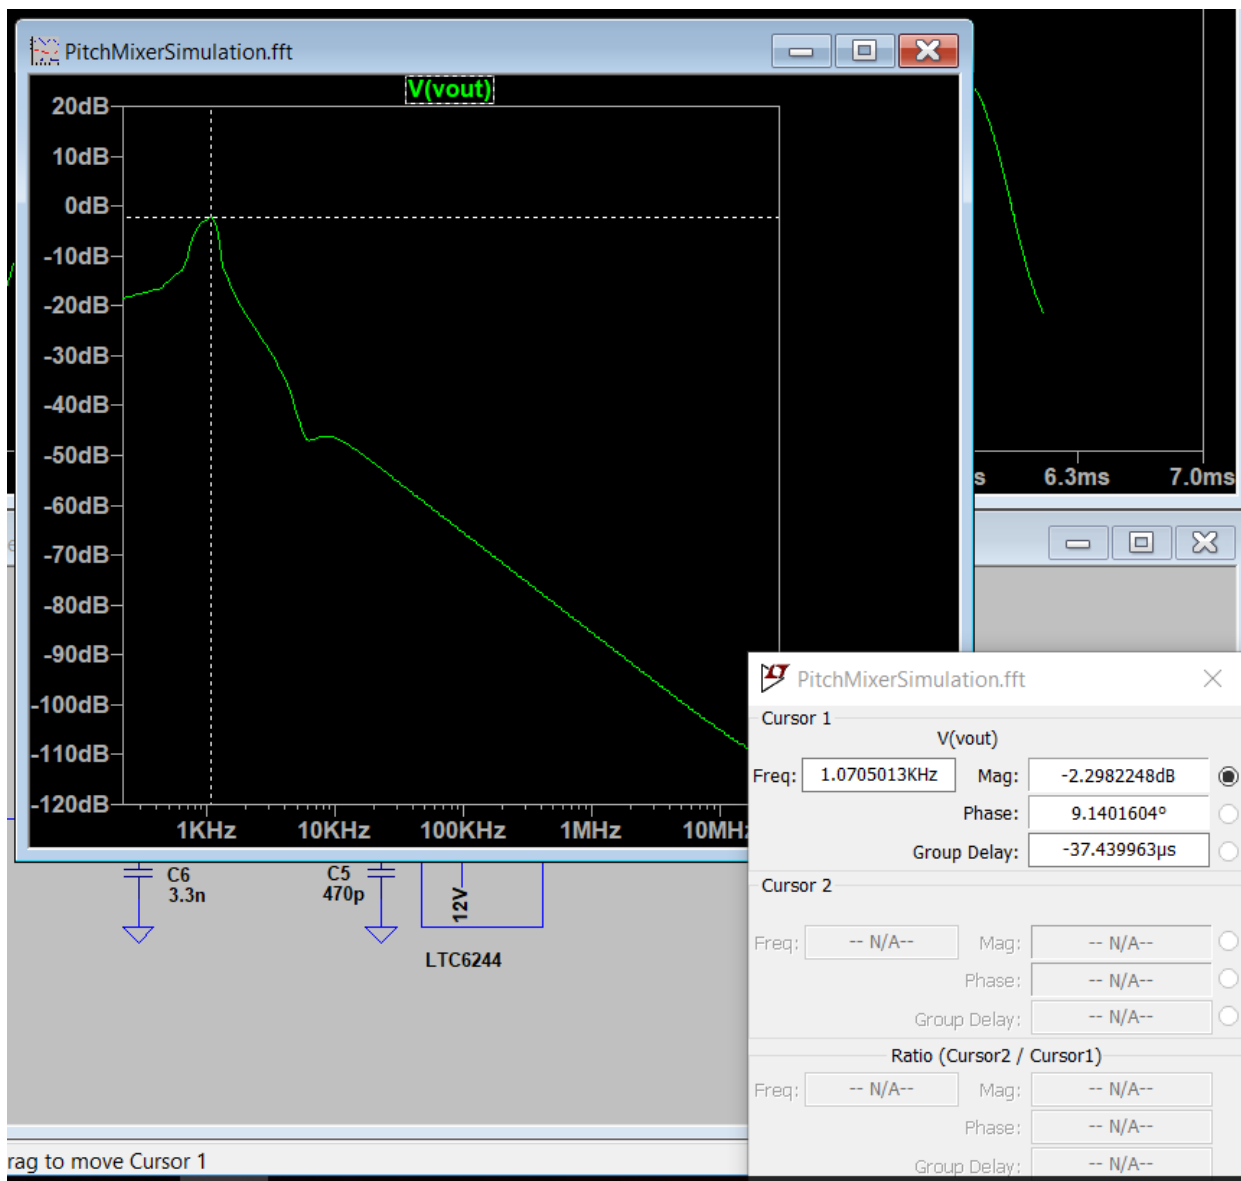 PitchMixerSimulation.fft
V(vout)
20dB
10dB
0dB
-10dB
-20dB
-30dB
-40dB
-50dB
-60dB
-70dB
-80dB
-90dB
-100dB
-110dB
-120dB
1KHz 10KHz 100KHz 1MHz 10MHz
s 6.3ms 7.0ms
C6
3.3n
C5
470p
12V
LTC6244
PitchMixerSimulation.fft
Cursor 1
V(vout)
Freq: 1.0705013KHz Mag: -2.2982248dB
Phase: 9.1401604º
Group Delay: -37.439963µs
Cursor 2
Freq: -- N/A-- Mag: -- N/A--
Phase: -- N/A--
Group Delay: -- N/A--
Ratio (Cursor2 / Cursor1)
Freq: -- N/A-- Mag: -- N/A--
Phase: -- N/A--
Group Delay: -- N/A--
rag to move Cursor 1